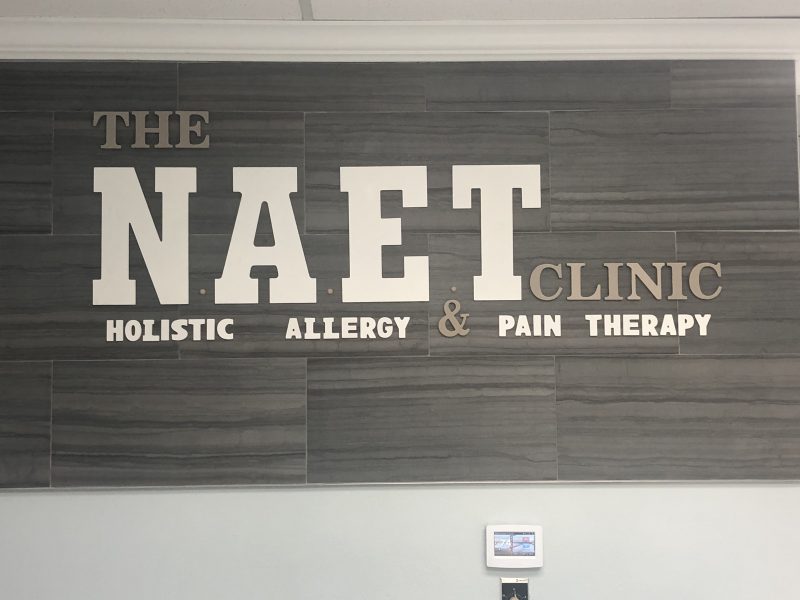 THE
N.A.E.T CLINIC
HOLISTIC ALLERGY & PAIN THERAPY